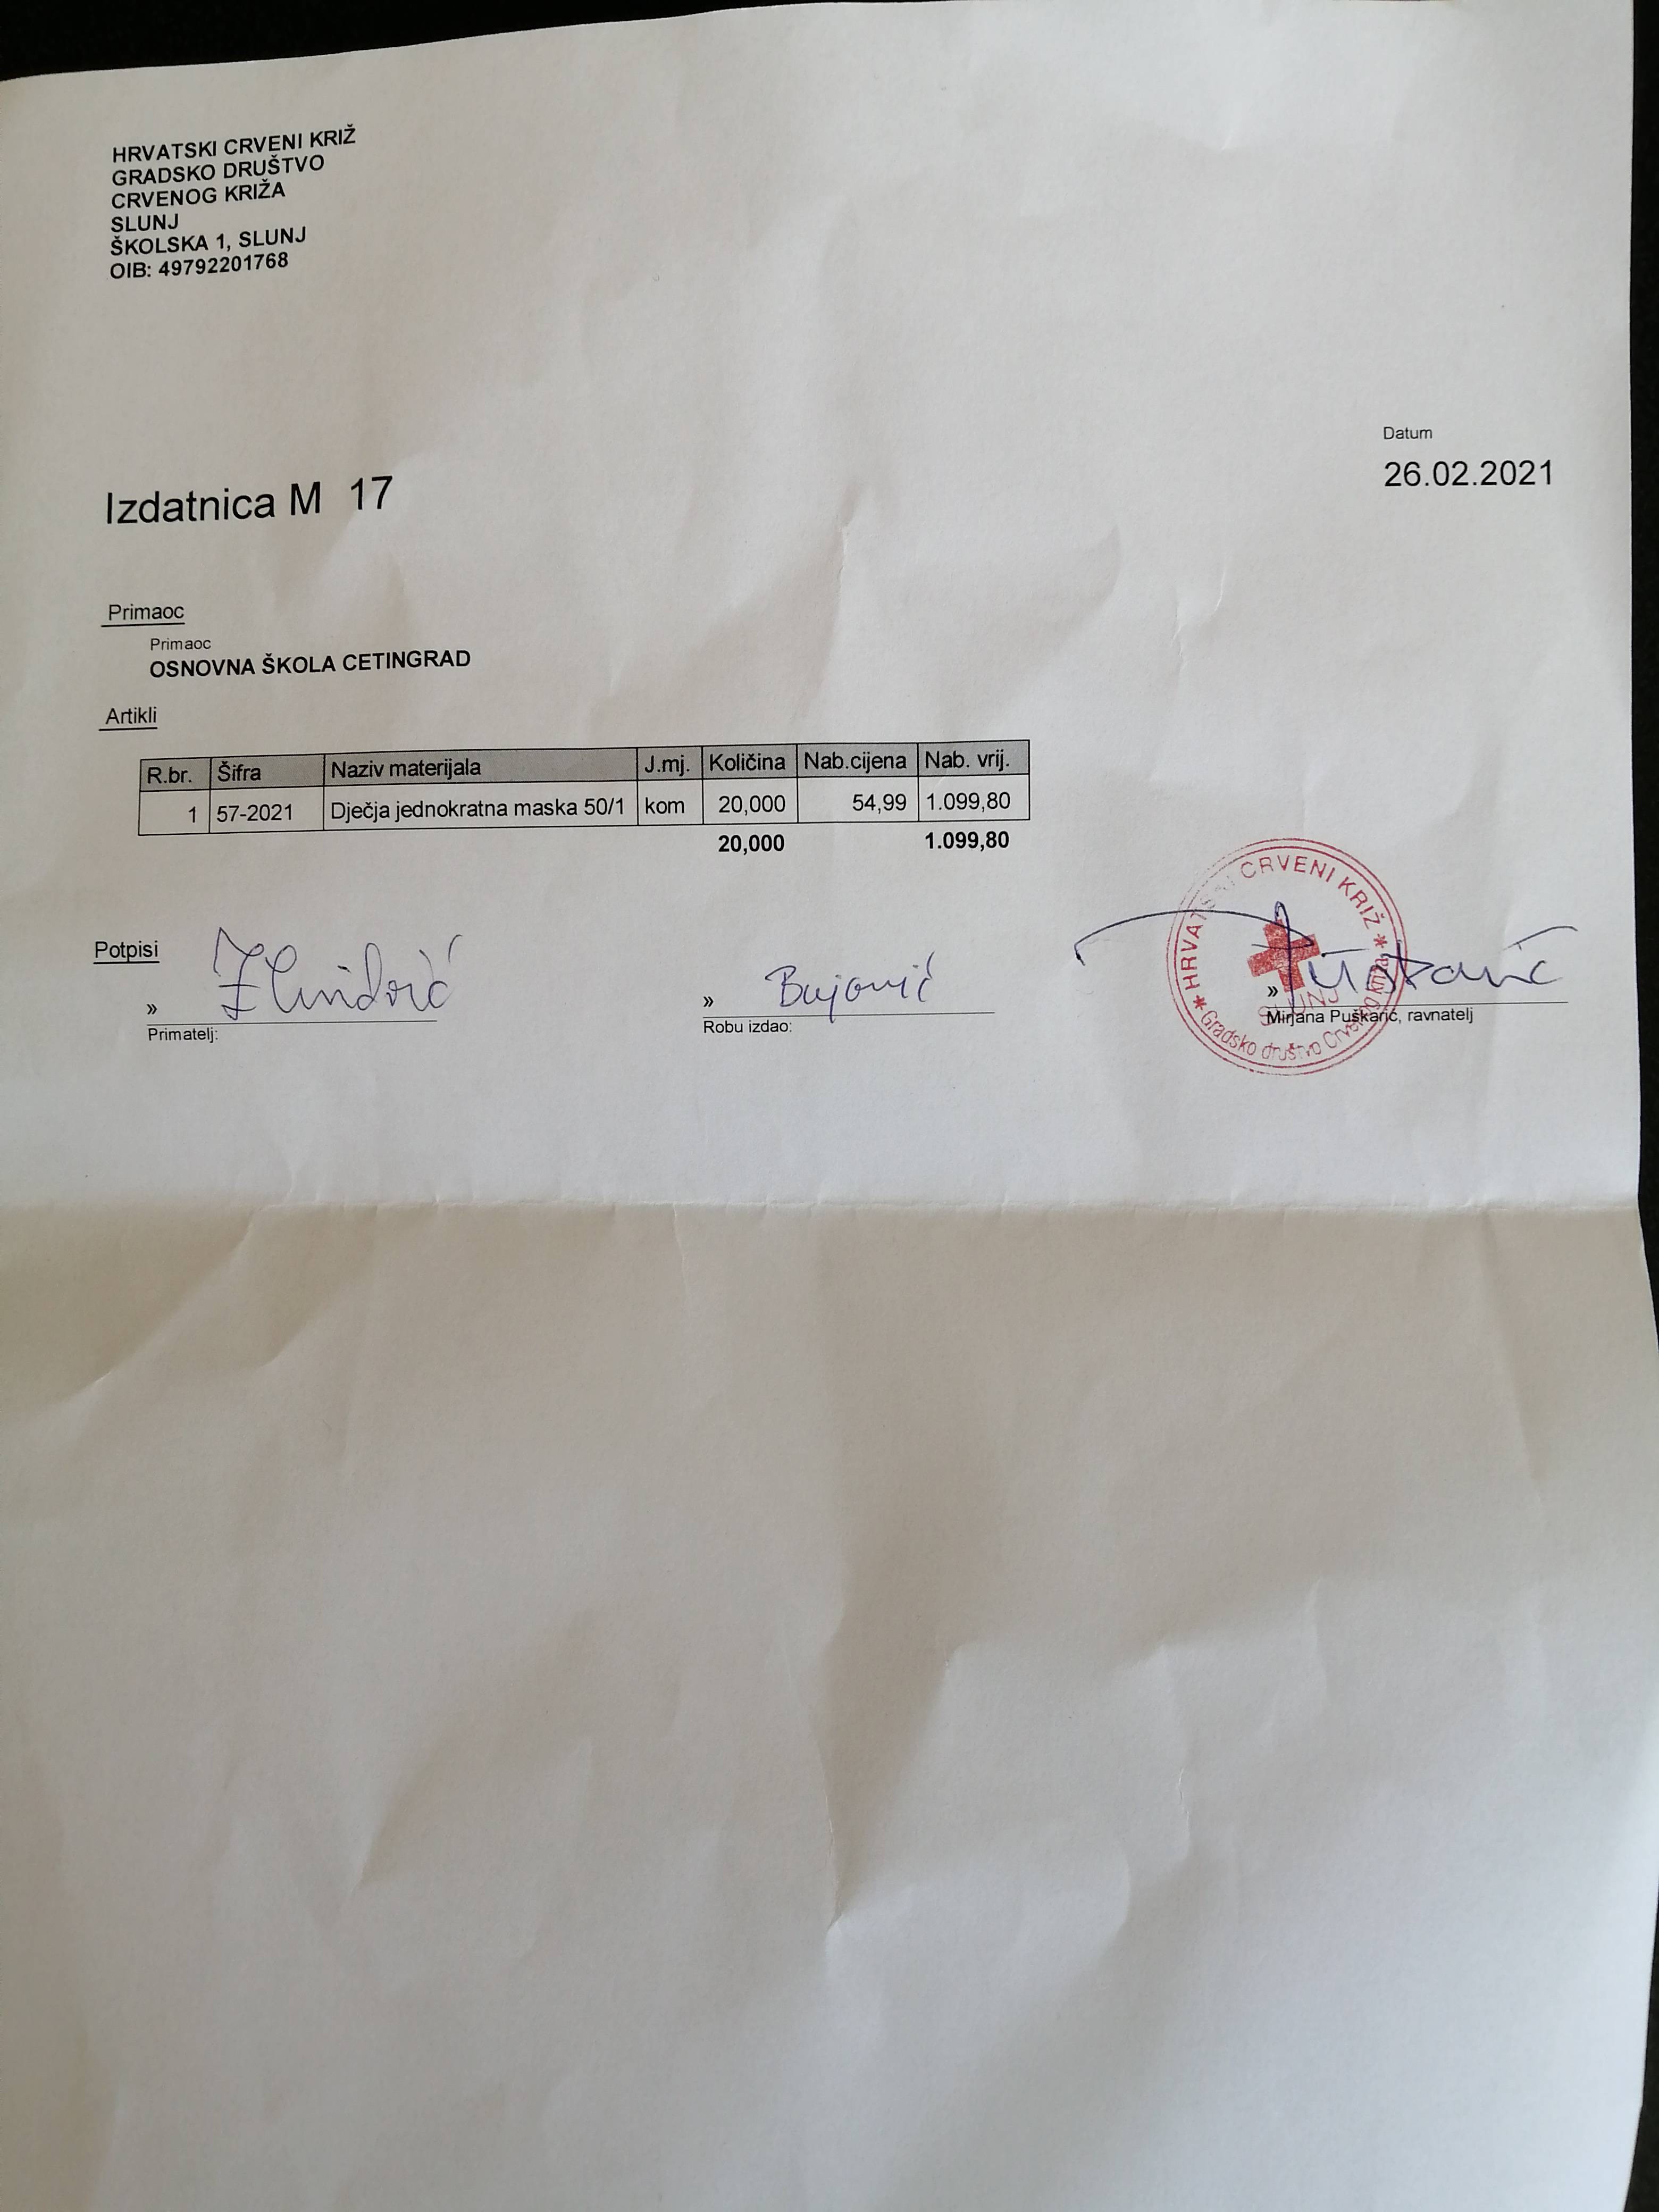 HRVATSKI CRVENI KRIŽ
GRADSKO DRUŠTVO
CRVENOG KRIŽA
SLUNJ
ŠKOLSKA 1, SLUNJ
OIB: 49792201768
Datum
26.02.2021
Izdatnica M 17
Primaoc
Primaoc
OSNOVNA ŠKOLA CETINGRAD
Artikli
R.br. Šifra Naziv materijala J.mj. Količina Nab.cijena Nab. vrij.
1 57-2021 Dječja jednokratna maska 50/1 kom 20,000 54,99 1.099,80
20,000 1.099,80
HRVATSKI CRVENI KRIŽ
Gradsko društvo Crvenog križa
SLUNJ
Potpisi
» » Bujović »
Primatelj: Robu izdao: Mirjana Puškarić, ravnatelj